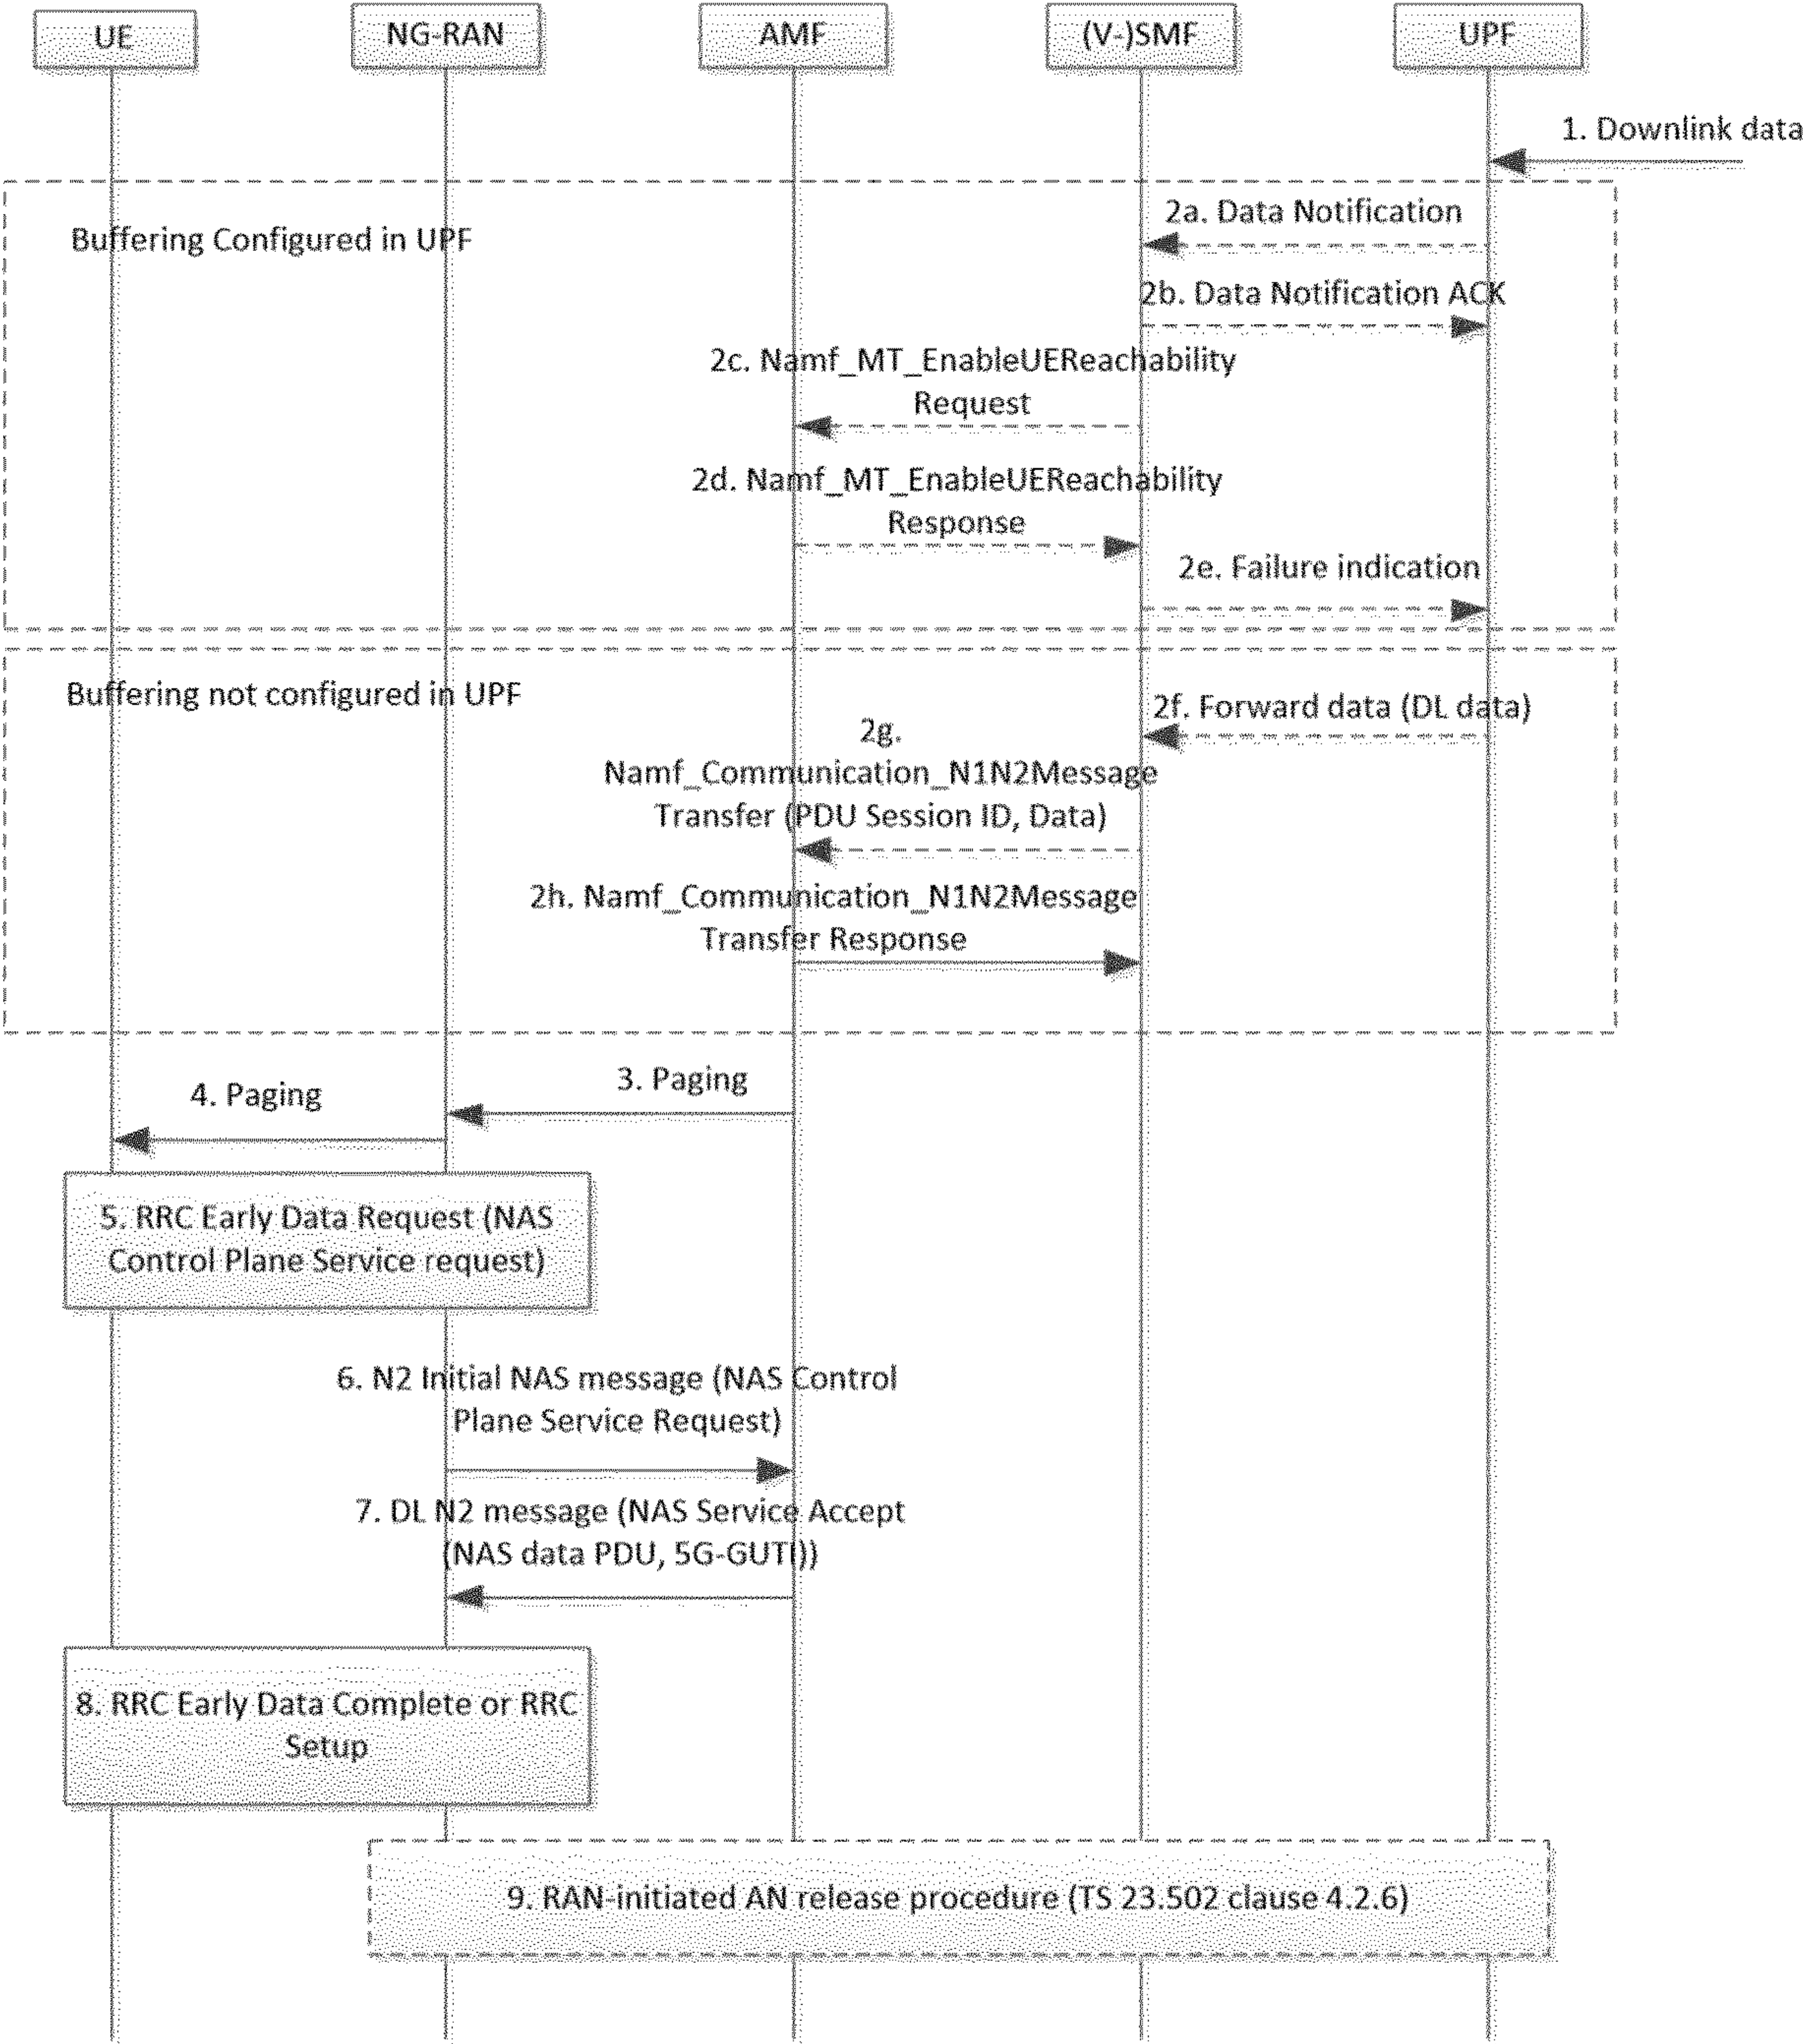 UE
NG-RAN
AMF
(V-)SMF
UPF
1. Downlink data
2a. Data Notification
Buffering Configured in UPF
2b. Data Notification ACK
2c. Namf_MT_EnableUEReachability
Request
2d. Namf_MT_EnableUEReachability
Response
2e. Failure indication
Buffering not configured in UPF
2f. Forward data (DL data)
2g.
Namf_Communication_N1N2Message
Transfer (PDU Session ID, Data)
2h. Namf_Communication_N1N2Message
Transfer Response
3. Paging
4. Paging
5. RRC Early Data Request (NAS
Control Plane Service request)
6. N2 Initial NAS message (NAS Control
Plane Service Request)
7. DL N2 message (NAS Service Accept
(NAS data PDU, 5G-GUTI))
8. RRC Early Data Complete or RRC
Setup
9. RAN-initiated AN release procedure (TS 23.502 clause 4.2.6)